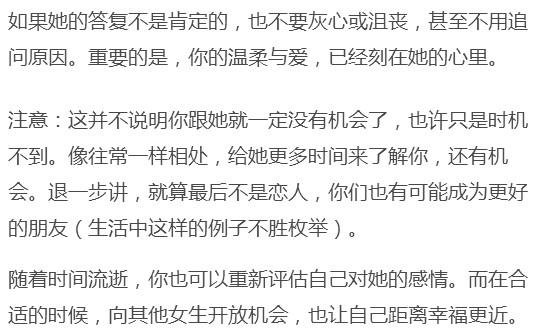 如果她的答复不是肯定的，也不要灰心或沮丧，甚至不用追
问原因。重要的是，你的温柔与爱，已经刻在她的心里。
注意：这并不说明你跟她就一定没有机会了，也许只是时机
不到。像往常一样相处，给她更多时间来了解你，还有机
会。退一步讲，就算最后不是恋人，你们也有可能成为更好
的朋友（生活中这样的例子不胜枚举）。
随着时间流逝，你也可以重新评估自己对她的感情。而在合
适的时候，向其他女生开放机会，也让自己距离幸福更近。